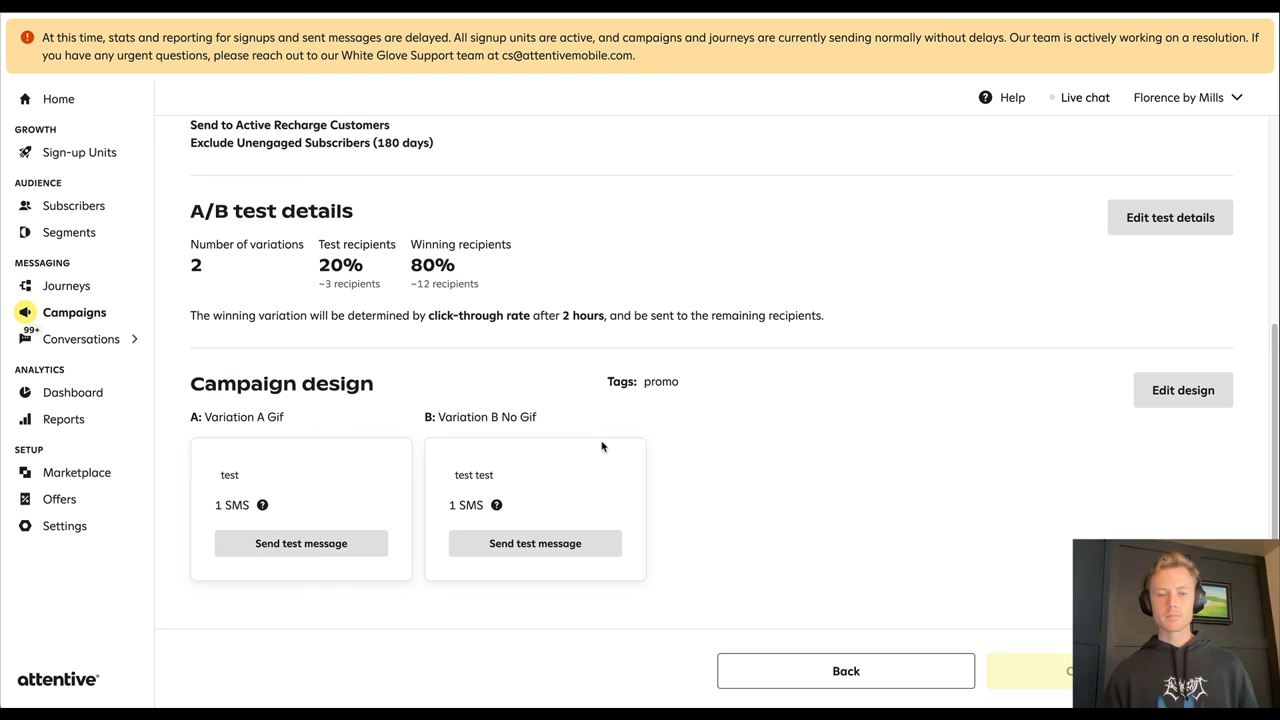 At this time, stats and reporting for signups and sent messages are delayed. All signup units are active, and campaigns and journeys are currently sending normally without delays. Our team is actively working on a resolution. If
you have any urgent questions, please reach out to our White Glove Support team at cs@attentivemobile.com.
Home
Help
Live chat
Florence by Mills
GROWTH
Sign-up Units
AUDIENCE
Subscribers
Segments
MESSAGING
Journeys
Campaigns
99+
Conversations
ANALYTICS
Dashboard
Reports
SETUP
Marketplace
Offers
Settings
attentive®
Send to Active Recharge Customers
Exclude Unengaged Subscribers (180 days)
A/B test details
Edit test details
Number of variations Test recipients Winning recipients
2 20% 80%
~3 recipients ~12 recipients
The winning variation will be determined by click-through rate after 2 hours, and be sent to the remaining recipients.
Campaign design
Tags: promo
Edit design
A: Variation A Gif
B: Variation B No Gif
test
test test
1 SMS
1 SMS
Send test message
Send test message
Back